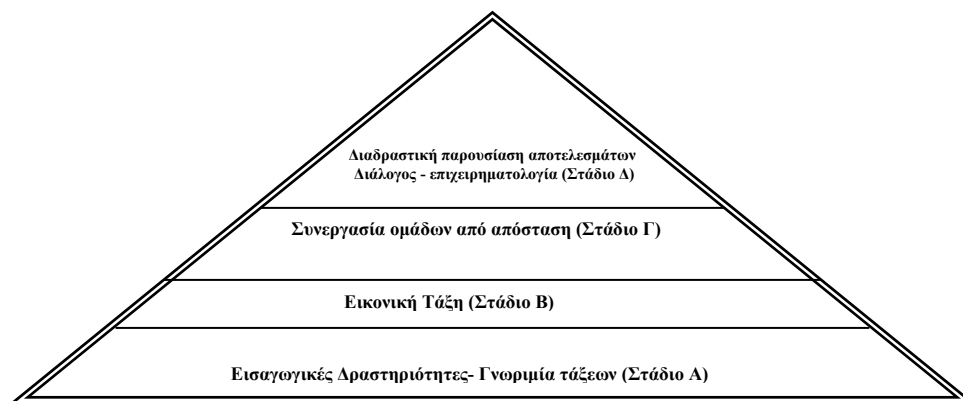 Διαδραστική παρουσίαση αποτελεσμάτων
Διάλογος - επιχειρηματολογία (Στάδιο Δ)
Συνεργασία ομάδων από απόσταση (Στάδιο Γ)
Εικονική Τάξη (Στάδιο Β)
Εισαγωγικές Δραστηριότητες- Γνωριμία τάξεων (Στάδιο Α)